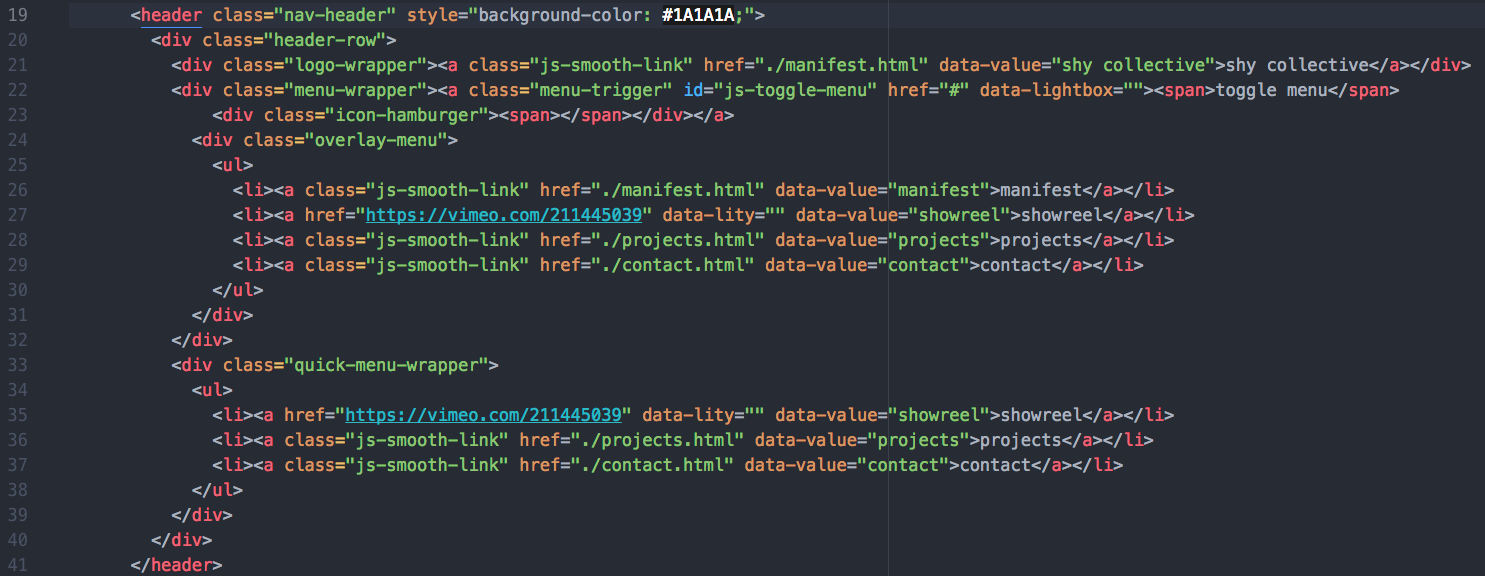 19 <header class="nav-header" style="background-color: #1A1A1A;">
20 <div class="header-row">
21 <div class="logo-wrapper"><a class="js-smooth-link" href="./manifest.html" data-value="shy collective">shy collective</a></div>
22 <div class="menu-wrapper"><a class="menu-trigger" id="js-toggle-menu" href="#" data-lightbox=""><span>toggle menu</span>
23 <div class="icon-hamburger"><span></span></div></a>
24 <div class="overlay-menu">
25 <ul>
26 <li><a class="js-smooth-link" href="./manifest.html" data-value="manifest">manifest</a></li>
27 <li><a href="https://vimeo.com/211445039" data-lity="" data-value="showreel">showreel</a></li>
28 <li><a class="js-smooth-link" href="./projects.html" data-value="projects">projects</a></li>
29 <li><a class="js-smooth-link" href="./contact.html" data-value="contact">contact</a></li>
30 </ul>
31 </div>
32 </div>
33 <div class="quick-menu-wrapper">
34 <ul>
35 <li><a href="https://vimeo.com/211445039" data-lity="" data-value="showreel">showreel</a></li>
36 <li><a class="js-smooth-link" href="./projects.html" data-value="projects">projects</a></li>
37 <li><a class="js-smooth-link" href="./contact.html" data-value="contact">contact</a></li>
38 </ul>
39 </div>
40 </div>
41 </header>